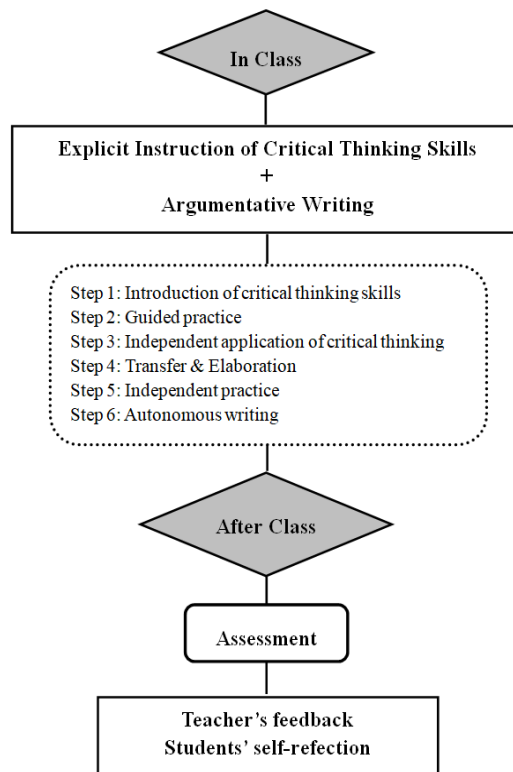 In Class
Explicit Instruction of Critical Thinking Skills
+
Argumentative Writing
Step 1: Introduction of critical thinking skills
Step 2: Guided practice
Step 3: Independent application of critical thinking
Step 4: Transfer & Elaboration
Step 5: Independent practice
Step 6: Autonomous writing
After Class
Assessment
Teacher’s feedback
Students’ self-refection